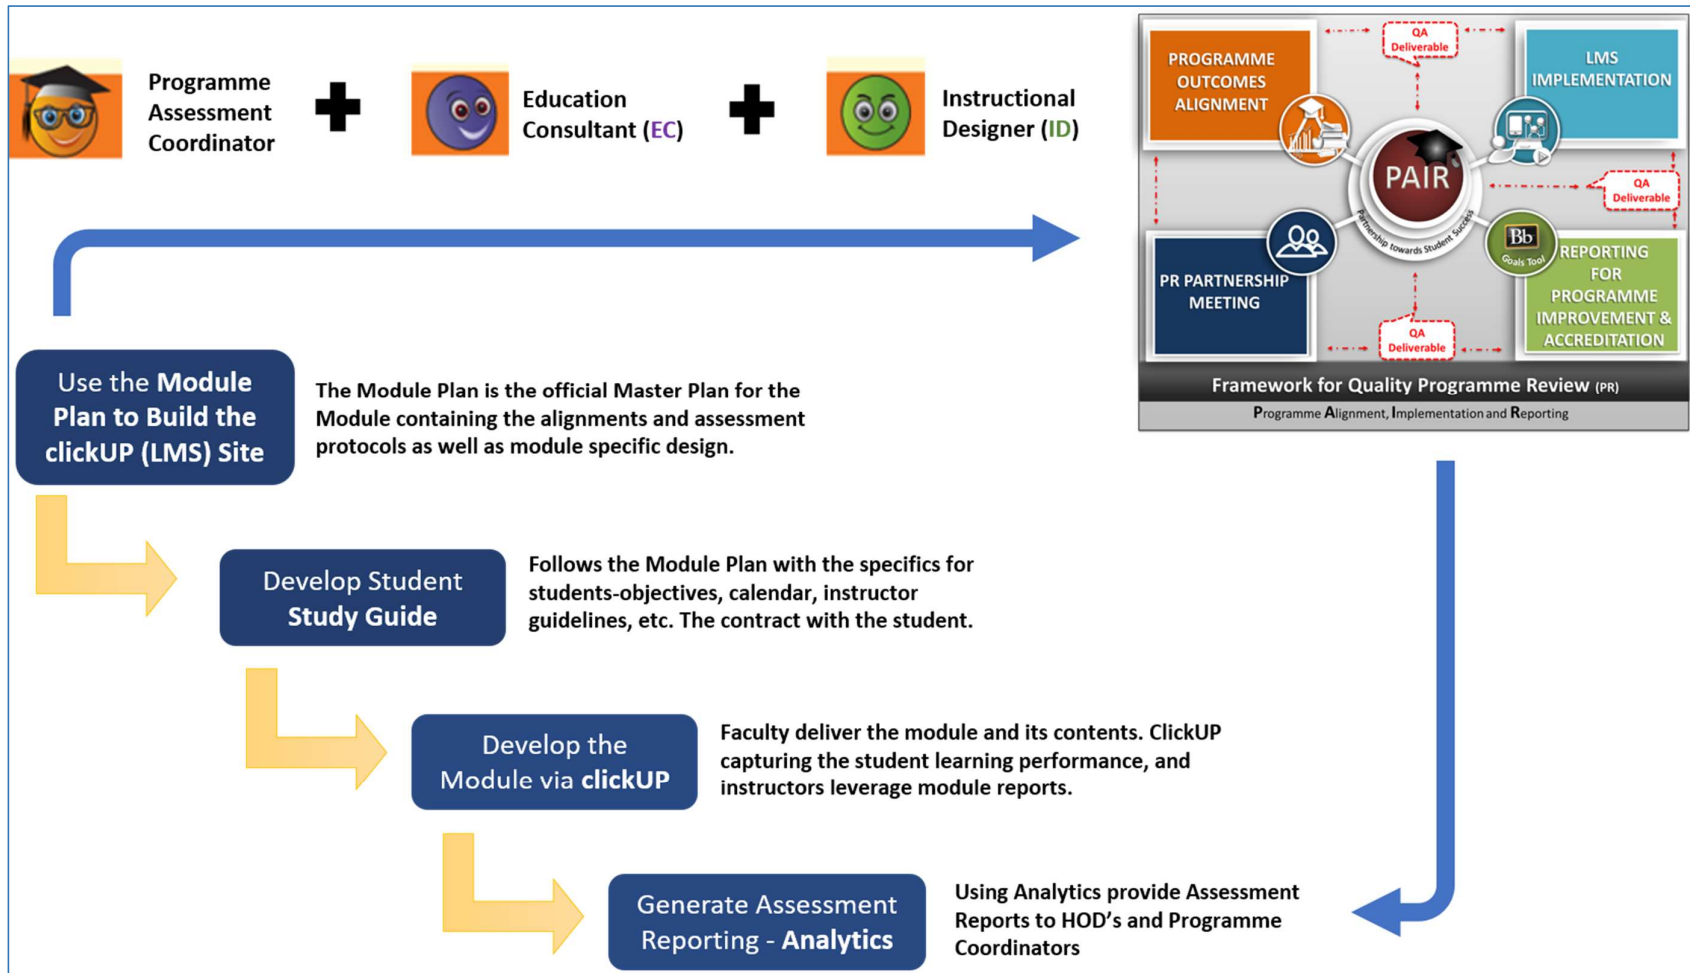 Programme
Assessment
Coordinator
Education
Consultant (EC)
Instructional
Designer (ID)
PROGRAMME
OUTCOMES
ALIGNMENT
QA
Deliverable
LMS
IMPLEMENTATION
PAIR
Partnership towards Student Success
QA
Deliverable
PR PARTNERSHIP
MEETING
Bb
Goals Tool
REPORTING
FOR
PROGRAMME
IMPROVEMENT &
ACCREDITATION
QA
Deliverable
Framework for Quality Programme Review (PR)
Programme Alignment, Implementation and Reporting
Use the Module
Plan to Build the
clickUP (LMS) Site
The Module Plan is the official Master Plan for the
Module containing the alignments and assessment
protocols as well as module specific design.
Develop Student
Study Guide
Follows the Module Plan with the specifics for
students-objectives, calendar, instructor
guidelines, etc. The contract with the student.
Develop the
Module via clickUP
Faculty deliver the module and its contents. ClickUP
capturing the student learning performance, and
instructors leverage module reports.
Generate Assessment
Reporting - Analytics
Using Analytics provide Assessment
Reports to HOD's and Programme
Coordinators